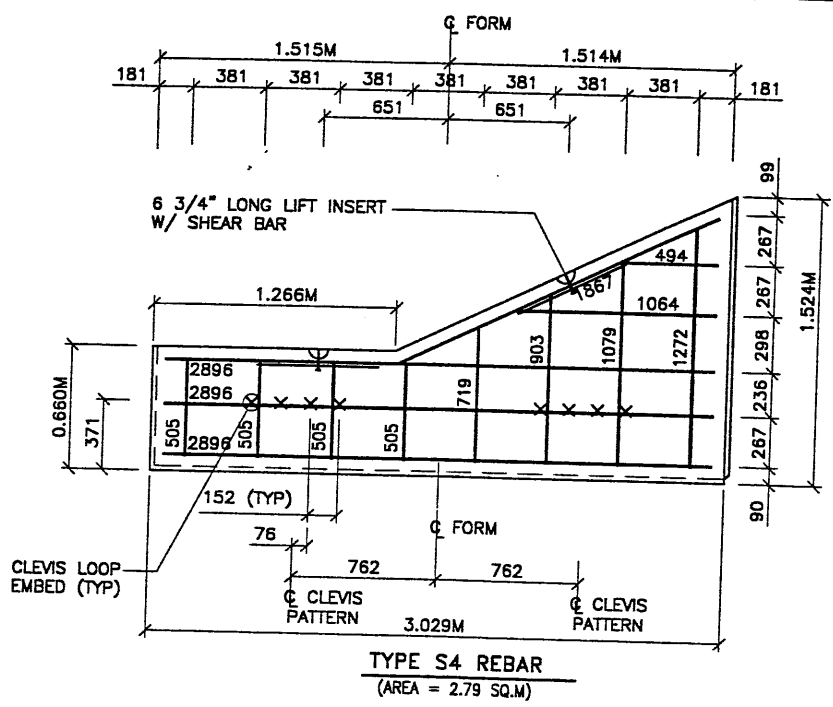 ℄ FORM
1.515M
1.514M
181
381
381
381
381
381
381
381
181
651
651
6 3/4" LONG LIFT INSERT
W/ SHEAR BAR
99
267
267
298
236
267
90
1.524M
494
1867
1064
1.266M
0.660M
371
2896
2896
2896
505
505
505
505
719
903
1079
1272
152 (TYP)
76
℄ FORM
762
762
CLEVIS LOOP
EMBED (TYP)
℄ CLEVIS
PATTERN
℄ CLEVIS
PATTERN
3.029M
TYPE S4 REBAR
(AREA = 2.79 SQ.M)